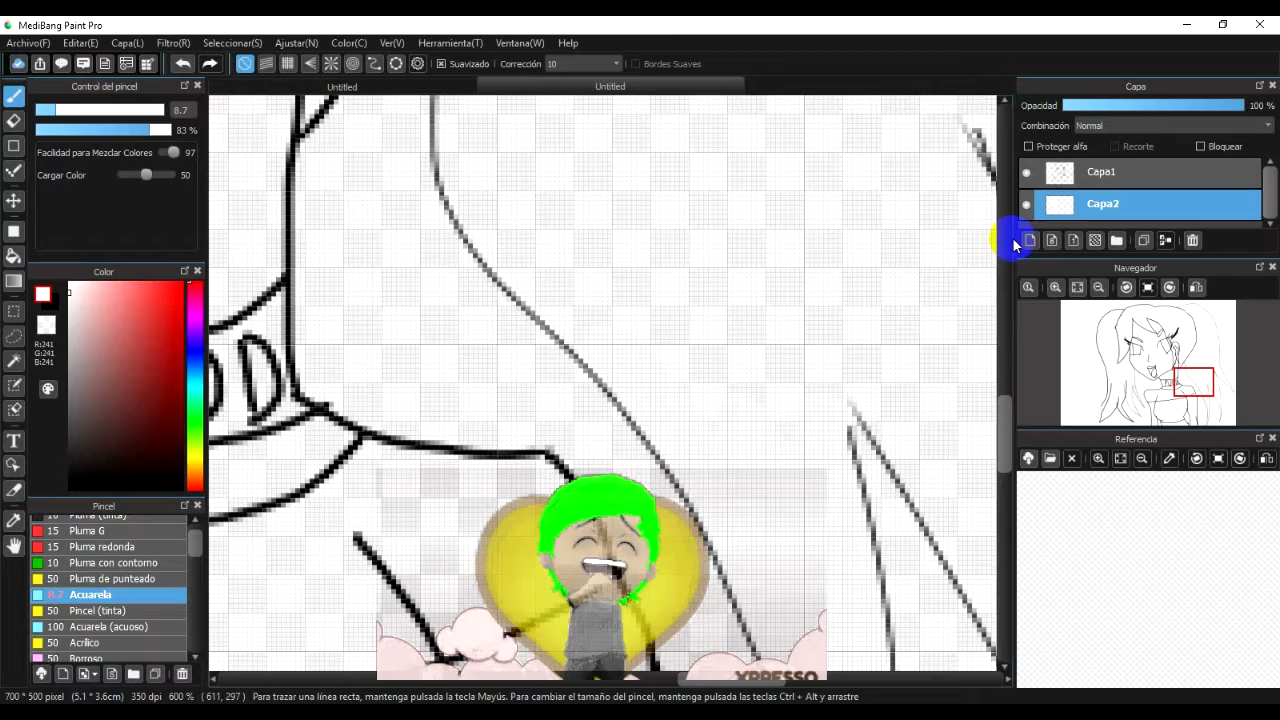 MediBang Paint Pro
Archivo(F) Editar(E) Capa(L) Filtro(R) Seleccionar(S) Ajustar(N) Color(C) Ver(V) Herramienta(T) Ventana(W) Help
Suavizado Corrección 10 Bordes Suaves
Control del pincel
8.7
83 %
Facilidad para Mezclar Colores 97
Cargar Color 50
Color
R:241
G:241
B:241
Pincel
10 Pluma (tinta)
15 Pluma G
15 Pluma redonda
10 Pluma con contorno
50 Pluma de punteado
8.7 Acuarela
50 Pincel (tinta)
100 Acuarela (acuoso)
50 Acrílico
50 Borroso
Untitled Untitled
D
XPRESSO
Capa
Opacidad 100 %
Combinación Normal
Proteger alfa Recorte Bloquear
Capa1
Capa2
Navegador
Referencia
700 * 500 pixel (5.1 * 3.6cm) 350 dpi 600 % ( 611, 297 ) Para trazar una línea recta, mantenga pulsada la tecla Mayús. Para cambiar el tamaño del pincel, mantenga pulsadas las teclas Ctrl + Alt y arrastre